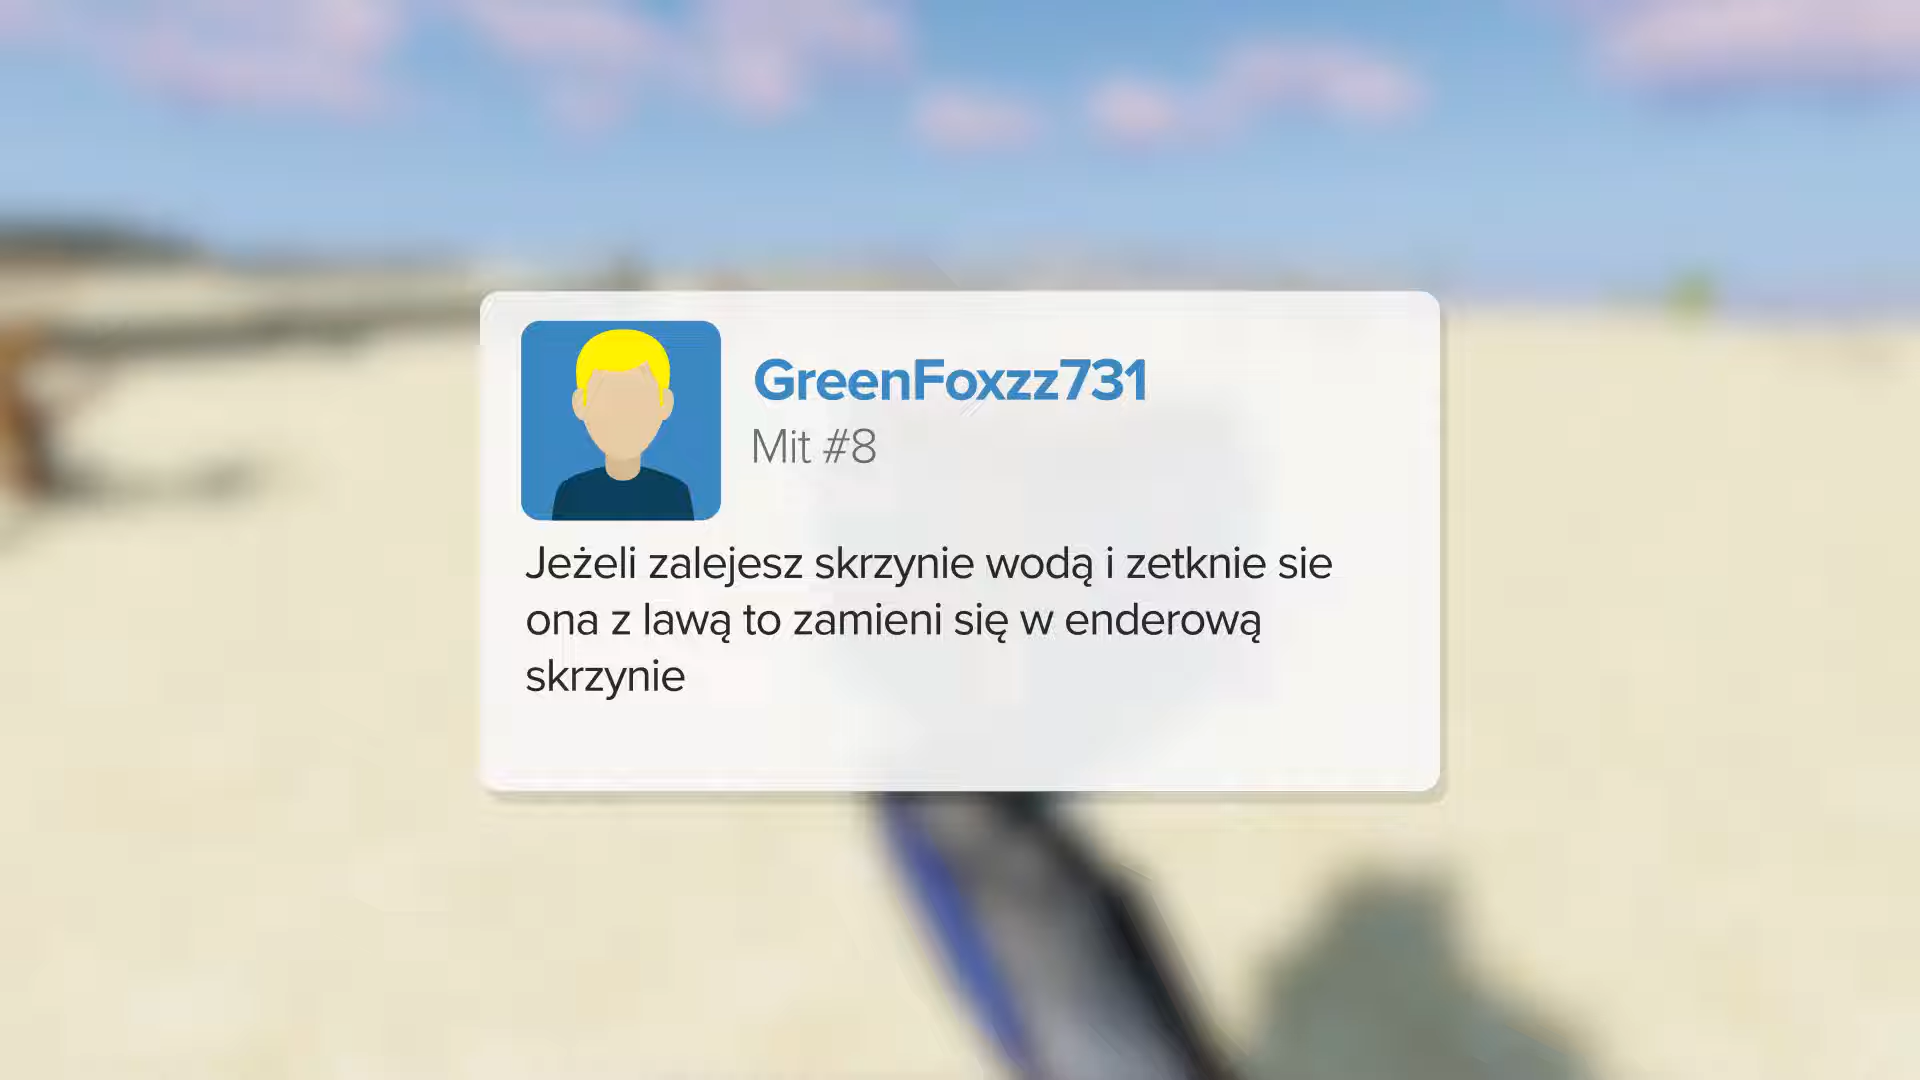 GreenFoxzz731
Mit #8
Jeżeli zalejesz skrzynie wodą i zetknie sie
ona z lawą to zamieni się w enderową
skrzynie